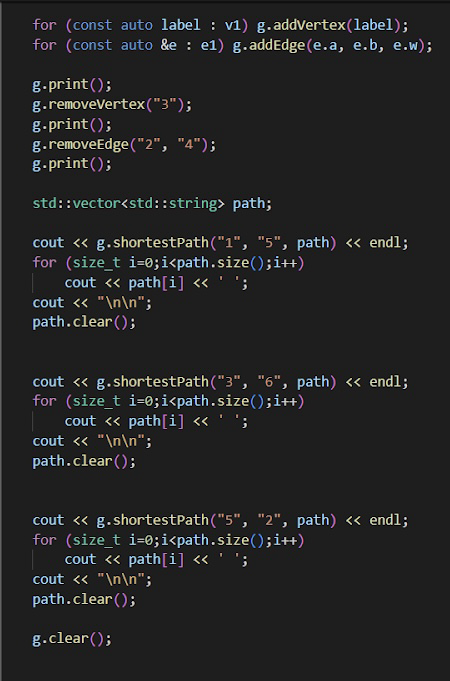 for (const auto label : v1) g.addVertex(label);
for (const auto &e : e1) g.addEdge(e.a, e.b, e.w);
g.print();
g.removeVertex("3");
g.print();
g.removeEdge("2", "4");
g.print();
std::vector<std::string> path;
cout << g.shortestPath("1", "5", path) << endl;
for (size_t i=0;i<path.size();i++)
cout << path[i] << ' ';
cout << "\n\n";
path.clear();
cout << g.shortestPath("3", "6", path) << endl;
for (size_t i=0;i<path.size();i++)
cout << path[i] << ' ';
cout << "\n\n";
path.clear();
cout << g.shortestPath("5", "2", path) << endl;
for (size_t i=0;i<path.size();i++)
cout << path[i] << ' ';
cout << "\n\n";
path.clear();
g.clear();